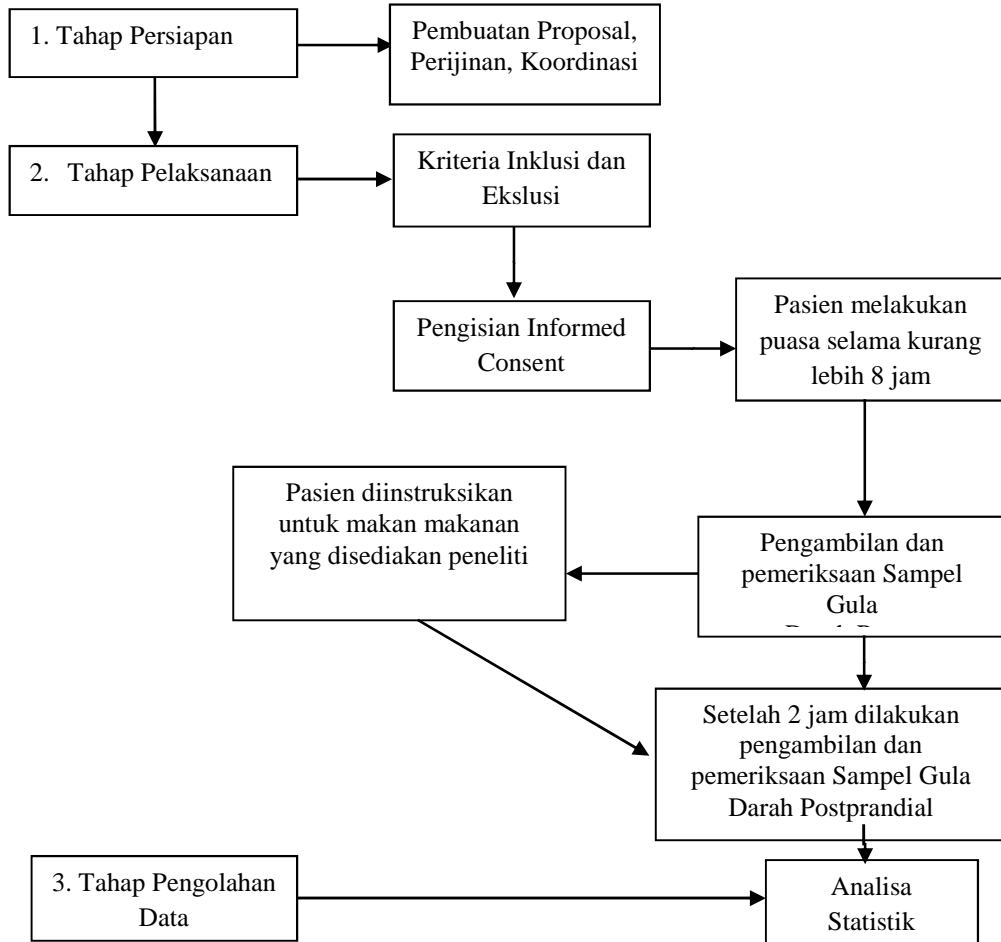 1. Tahap Persiapan
Pembuatan Proposal,
Perijinan, Koordinasi
2. Tahap Pelaksanaan
Kriteria Inklusi dan
Ekslusi
Pengisian Informed
Consent
Pasien melakukan
puasa selama kurang
lebih 8 jam
Pasien diinstruksikan
untuk makan makanan
yang disediakan peneliti
Pengambilan dan
pemeriksaan Sampel
Gula
Setelah 2 jam dilakukan
pengambilan dan
pemeriksaan Sampel Gula
Darah Postprandial
3. Tahap Pengolahan
Data
Analisa
Statistik